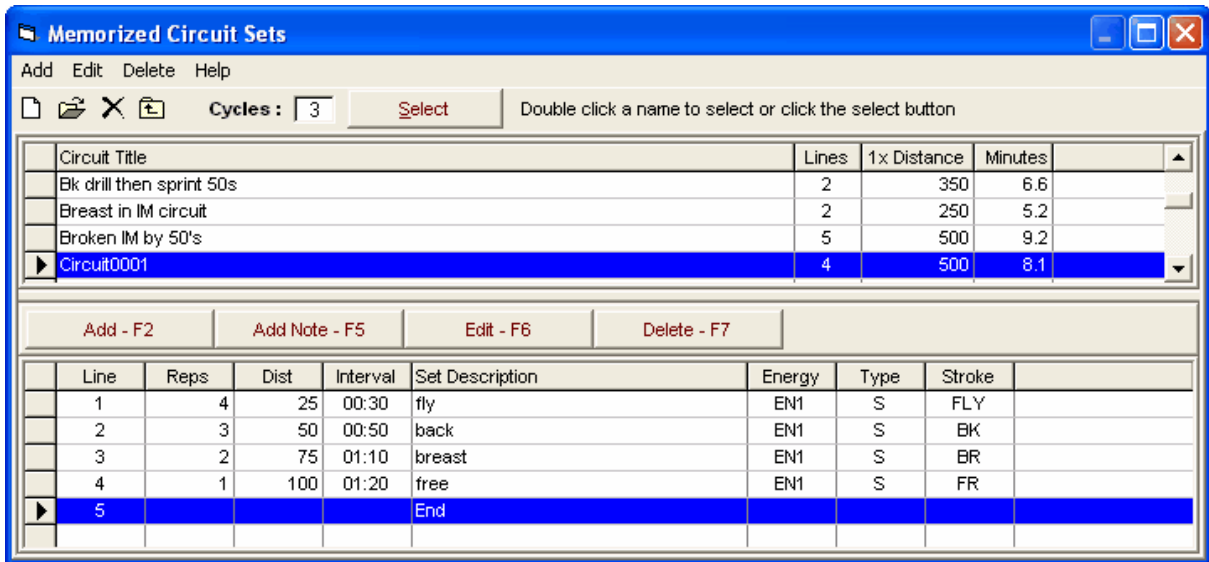 Memorized Circuit Sets
Add Edit Delete Help
Cycles : 3 Select Double click a name to select or click the select button
Circuit Title Lines 1x Distance Minutes
Bk drill then sprint 50s 2 350 6.6
Breast in IM circuit 2 250 5.2
Broken IM by 50's 5 500 9.2
Circuit0001 4 500 8.1
Add - F2 Add Note - F5 Edit - F6 Delete - F7
Line Reps Dist Interval Set Description Energy Type Stroke
1 4 25 00:30 fly EN1 S FLY
2 3 50 00:50 back EN1 S BK
3 2 75 01:10 breast EN1 S BR
4 1 100 01:20 free EN1 S FR
5 End